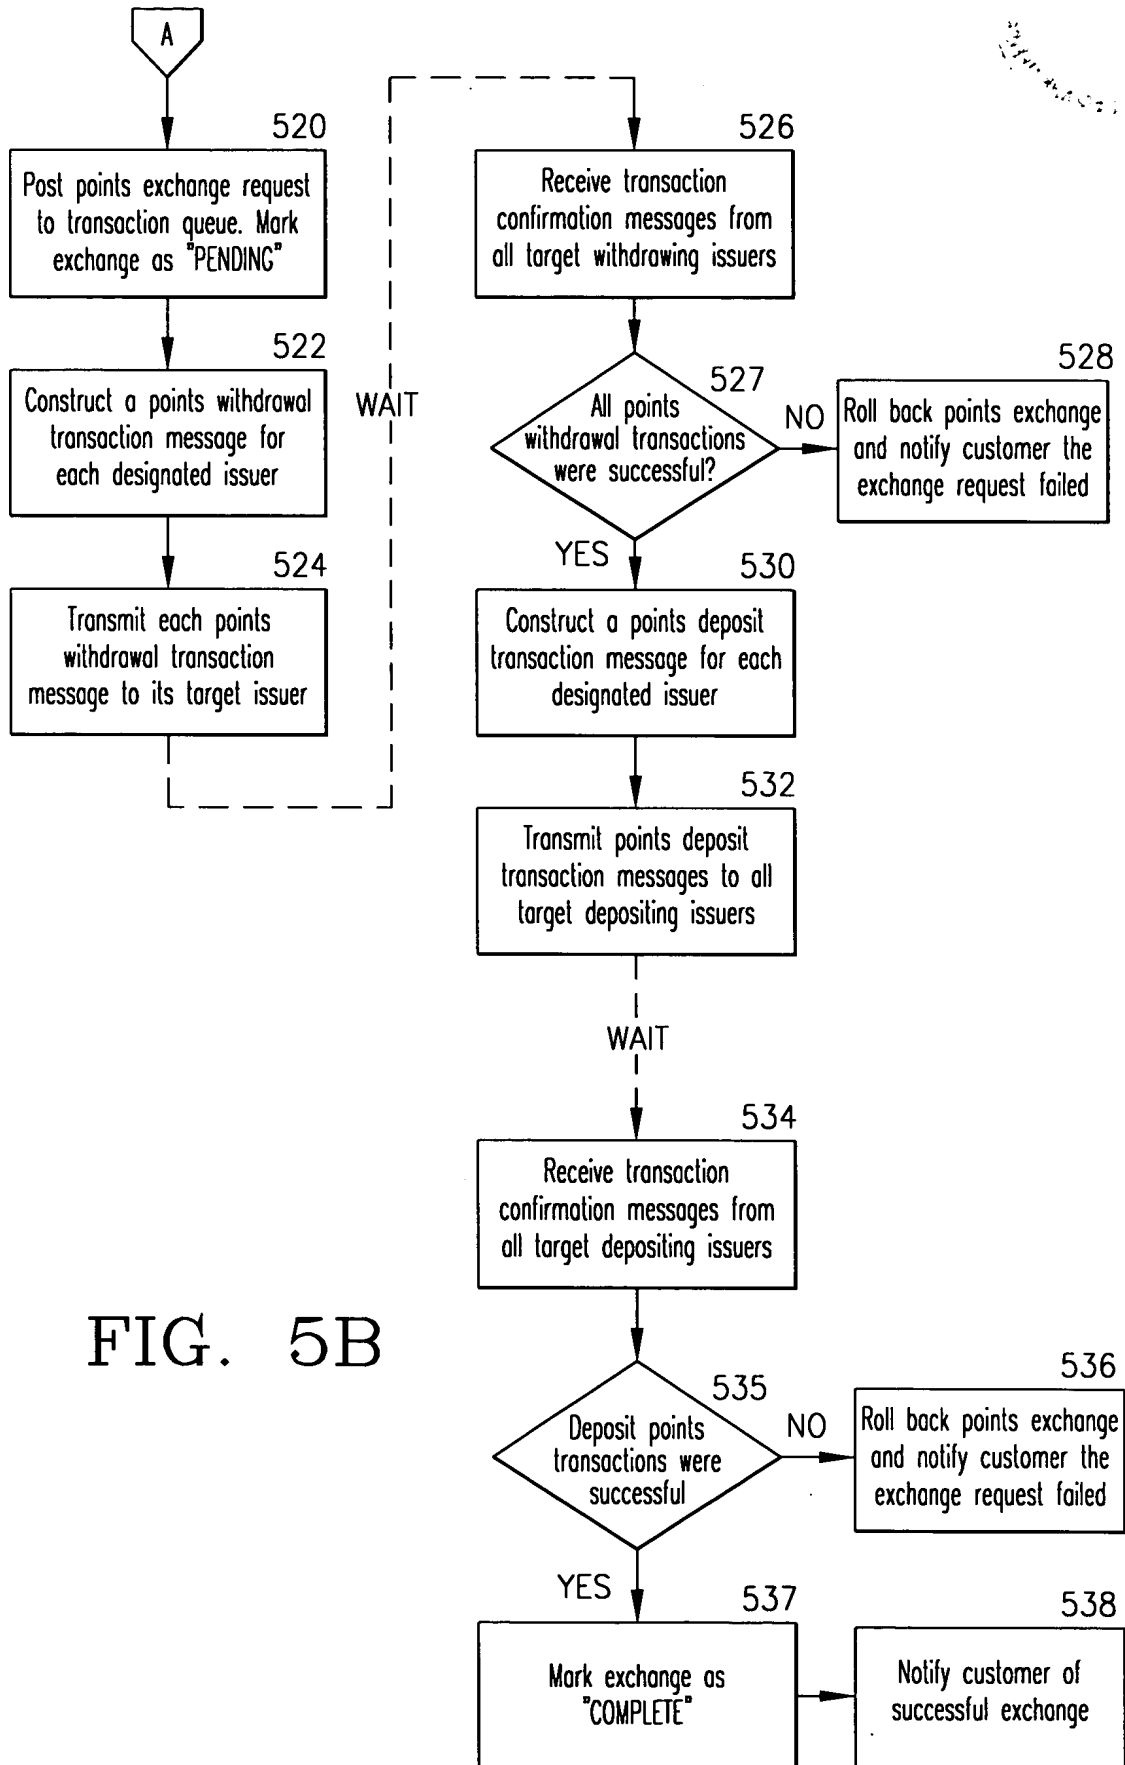 A
520
Post points exchange request
to transaction queue. Mark
exchange as "PENDING"
522
Construct a points withdrawal
transaction message for
each designated issuer
524
Transmit each points
withdrawal transaction
message to its target issuer
WAIT
526
Receive transaction
confirmation messages from
all target withdrawing issuers
527
All points
withdrawal transactions
were successful?
NO
528
Roll back points exchange
and notify customer the
exchange request failed
YES
530
Construct a points deposit
transaction message for each
designated issuer
532
Transmit points deposit
transaction messages to all
target depositing issuers
WAIT
534
Receive transaction
confirmation messages from
all target depositing issuers
FIG. 5B
535
Deposit points
transactions were
successful
NO
536
Roll back points exchange
and notify customer the
exchange request failed
YES
537
Mark exchange as
"COMPLETE"
538
Notify customer of
successful exchange